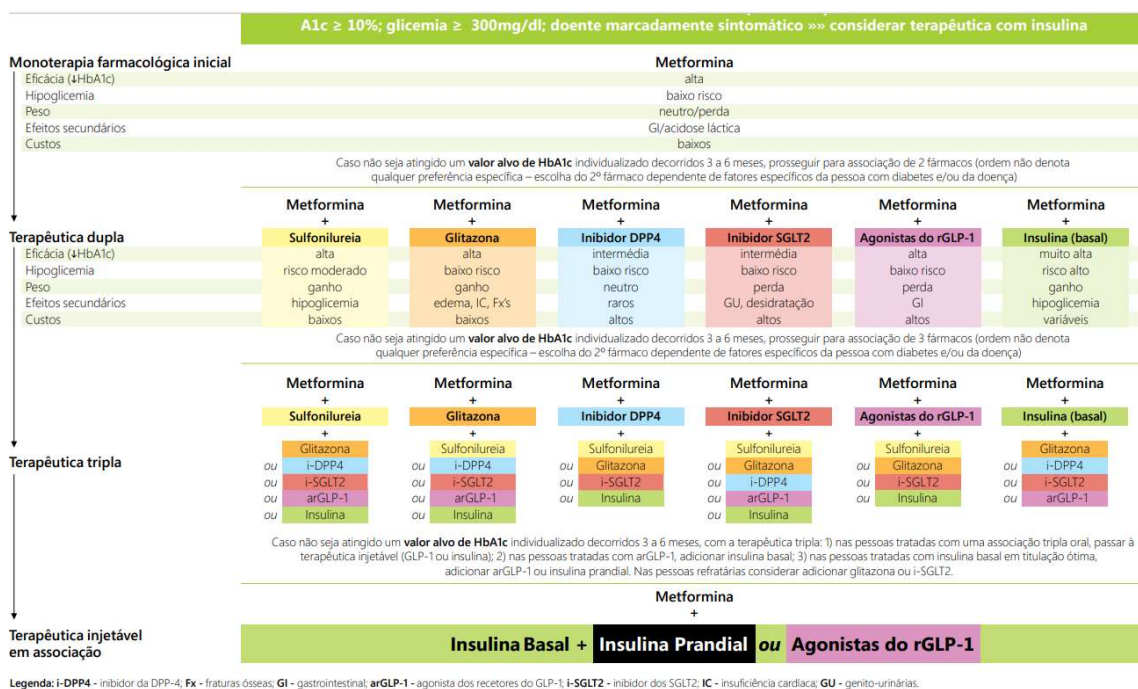 A1c ≥ 10%; glicemia ≥ 300mg/dl; doente marcadamente sintomático »» considerar terapêutica com insulina
Monoterapia farmacológica inicial
Metformina
Eficácia (↓HbA1c)
alta
Hipoglicemia
baixo risco
Peso
neutro/perda
Efeitos secundários
GI/acidose láctica
Custos
baixos
Caso não seja atingido um valor alvo de HbA1c individualizado decorridos 3 a 6 meses, prosseguir para associação de 2 fármacos (ordem não denota
qualquer preferência específica – escolha do 2º fármaco dependente de fatores específicos da pessoa com diabetes e/ou da doença)
Metformina Metformina Metformina Metformina Metformina Metformina
+ + + + + +
Terapêutica dupla Sulfonilureia Glitazona Inibidor DPP4 Inibidor SGLT2 Agonistas do rGLP-1 Insulina (basal)
Eficácia (↓HbA1c) alta alta intermédia intermédia alta muito alta
Hipoglicemia risco moderado baixo risco baixo risco baixo risco baixo risco risco alto
Peso ganho ganho neutro perda perda ganho
Efeitos secundários hipoglicemia edema, IC, Fx's raros GU, desidratação GI hipoglicemia
Custos baixos baixos altos altos altos variáveis
Caso não seja atingido um valor alvo de HbA1c individualizado decorridos 3 a 6 meses, prosseguir para associação de 3 fármacos (ordem não denota
qualquer preferência específica – escolha do 2º fármaco dependente de fatores específicos da pessoa com diabetes e/ou da doença)
Metformina Metformina Metformina Metformina Metformina Metformina
+ + + + + +
Sulfonilureia Glitazona Inibidor DPP4 Inibidor SGLT2 Agonistas do rGLP-1 Insulina (basal)
+ + + + + +
Glitazona Sulfonilureia Sulfonilureia Sulfonilureia Sulfonilureia Glitazona
Terapêutica tripla ou i-DPP4 ou i-DPP4 ou Glitazona ou Glitazona ou Glitazona ou i-DPP4
ou i-SGLT2 ou i-SGLT2 ou i-SGLT2 ou i-DPP4 ou i-SGLT2 ou i-SGLT2
ou arGLP-1 ou arGLP-1 ou Insulina ou arGLP-1 ou Insulina ou arGLP-1
ou Insulina ou Insulina ou Insulina
Caso não seja atingido um valor alvo de HbA1c individualizado decorridos 3 a 6 meses, com a terapêutica tripla: 1) nas pessoas tratadas com uma associação tripla oral, passar à
terapêutica injetável (GLP-1 ou insulina); 2) nas pessoas tratadas com arGLP-1, adicionar insulina basal; 3) nas pessoas tratadas com insulina basal em titulação ótima,
adicionar arGLP-1 ou insulina prandial. Nas pessoas refratárias considerar adicionar glitazona ou i-SGLT2.
Metformina
+
Terapêutica injetável
em associação
Insulina Basal + Insulina Prandial ou Agonistas do rGLP-1
Legenda: i-DPP4 - inibidor da DPP-4; Fx - fraturas ósseas; GI - gastrointestinal; arGLP-1 - agonista dos recetores do GLP-1; i-SGLT2 - inibidor dos SGLT2; IC - insuficiência cardíaca; GU - genito-urinárias.